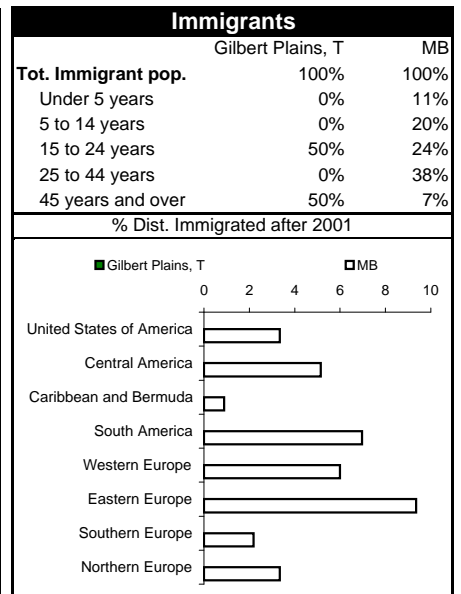 Immigrants
Gilbert Plains, T MB
Tot. Immigrant pop. 100% 100%
Under 5 years 0% 11%
5 to 14 years 0% 20%
15 to 24 years 50% 24%
25 to 44 years 0% 38%
45 years and over 50% 7%
% Dist. Immigrated after 2001
Gilbert Plains, T MB
0 2 4 6 8 10
United States of America
Central America
Caribbean and Bermuda
South America
Western Europe
Eastern Europe
Southern Europe
Northern Europe